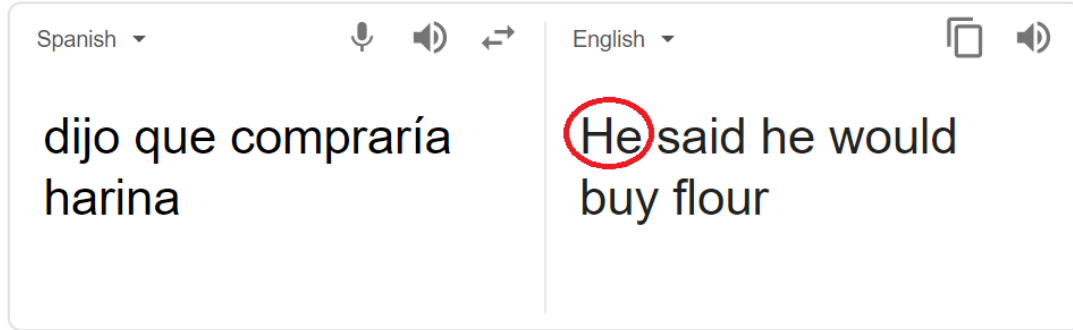 Spanish
English
dijo que compraría
harina
He said he would
buy flour